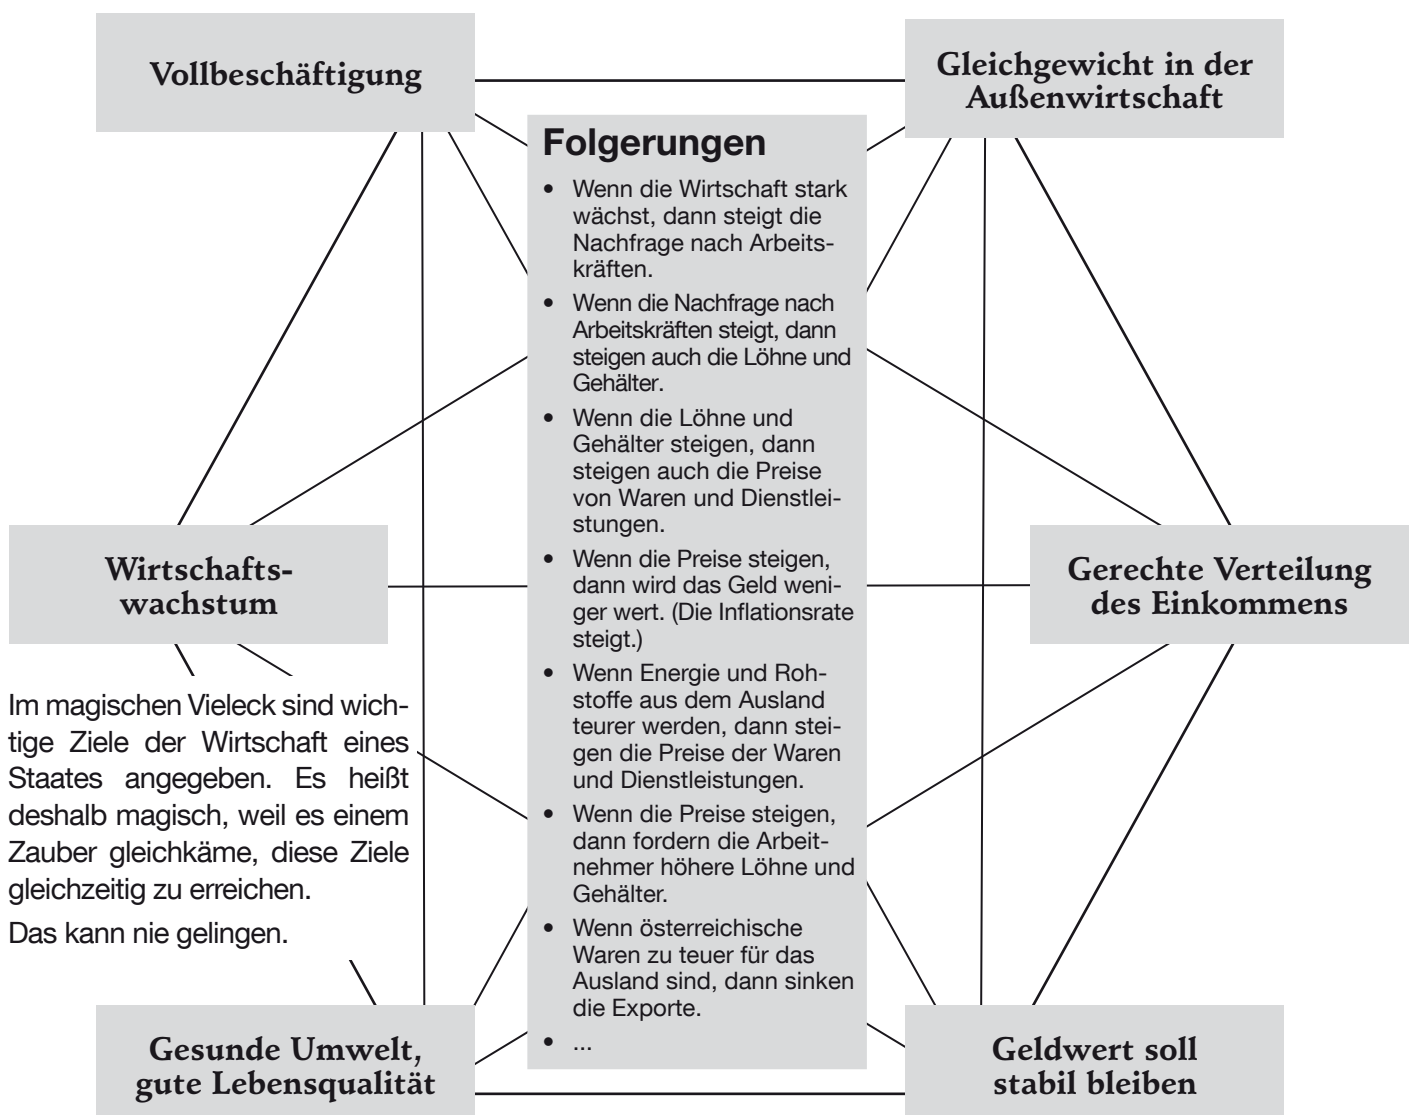 Vollbeschäftigung
Gleichgewicht in der
Außenwirtschaft
Folgerungen
• Wenn die Wirtschaft stark
wächst, dann steigt die
Nachfrage nach Arbeits-
kräften.
• Wenn die Nachfrage nach
Arbeitskräften steigt, dann
steigen auch die Löhne und
Gehälter.
• Wenn die Löhne und
Gehälter steigen, dann
steigen auch die Preise
von Waren und Dienstlei-
stungen.
• Wenn die Preise steigen,
dann wird das Geld weni-
ger wert. (Die Inflationsrate
steigt.)
• Wenn Energie und Roh-
stoffe aus dem Ausland
teurer werden, dann stei-
gen die Preise der Waren
und Dienstleistungen.
• Wenn die Preise steigen,
dann fordern die Arbeit-
nehmer höhere Löhne und
Gehälter.
• Wenn österreichische
Waren zu teuer für das
Ausland sind, dann sinken
die Exporte.
• ...
Wirtschafts-
wachstum
Gerechte Verteilung
des Einkommens
Im magischen Vieleck sind wich-
tige Ziele der Wirtschaft eines
Staates angegeben. Es heißt
deshalb magisch, weil es einem
Zauber gleichkäme, diese Ziele
gleichzeitig zu erreichen.
Das kann nie gelingen.
Gesunde Umwelt,
gute Lebensqualität
Geldwert soll
stabil bleiben